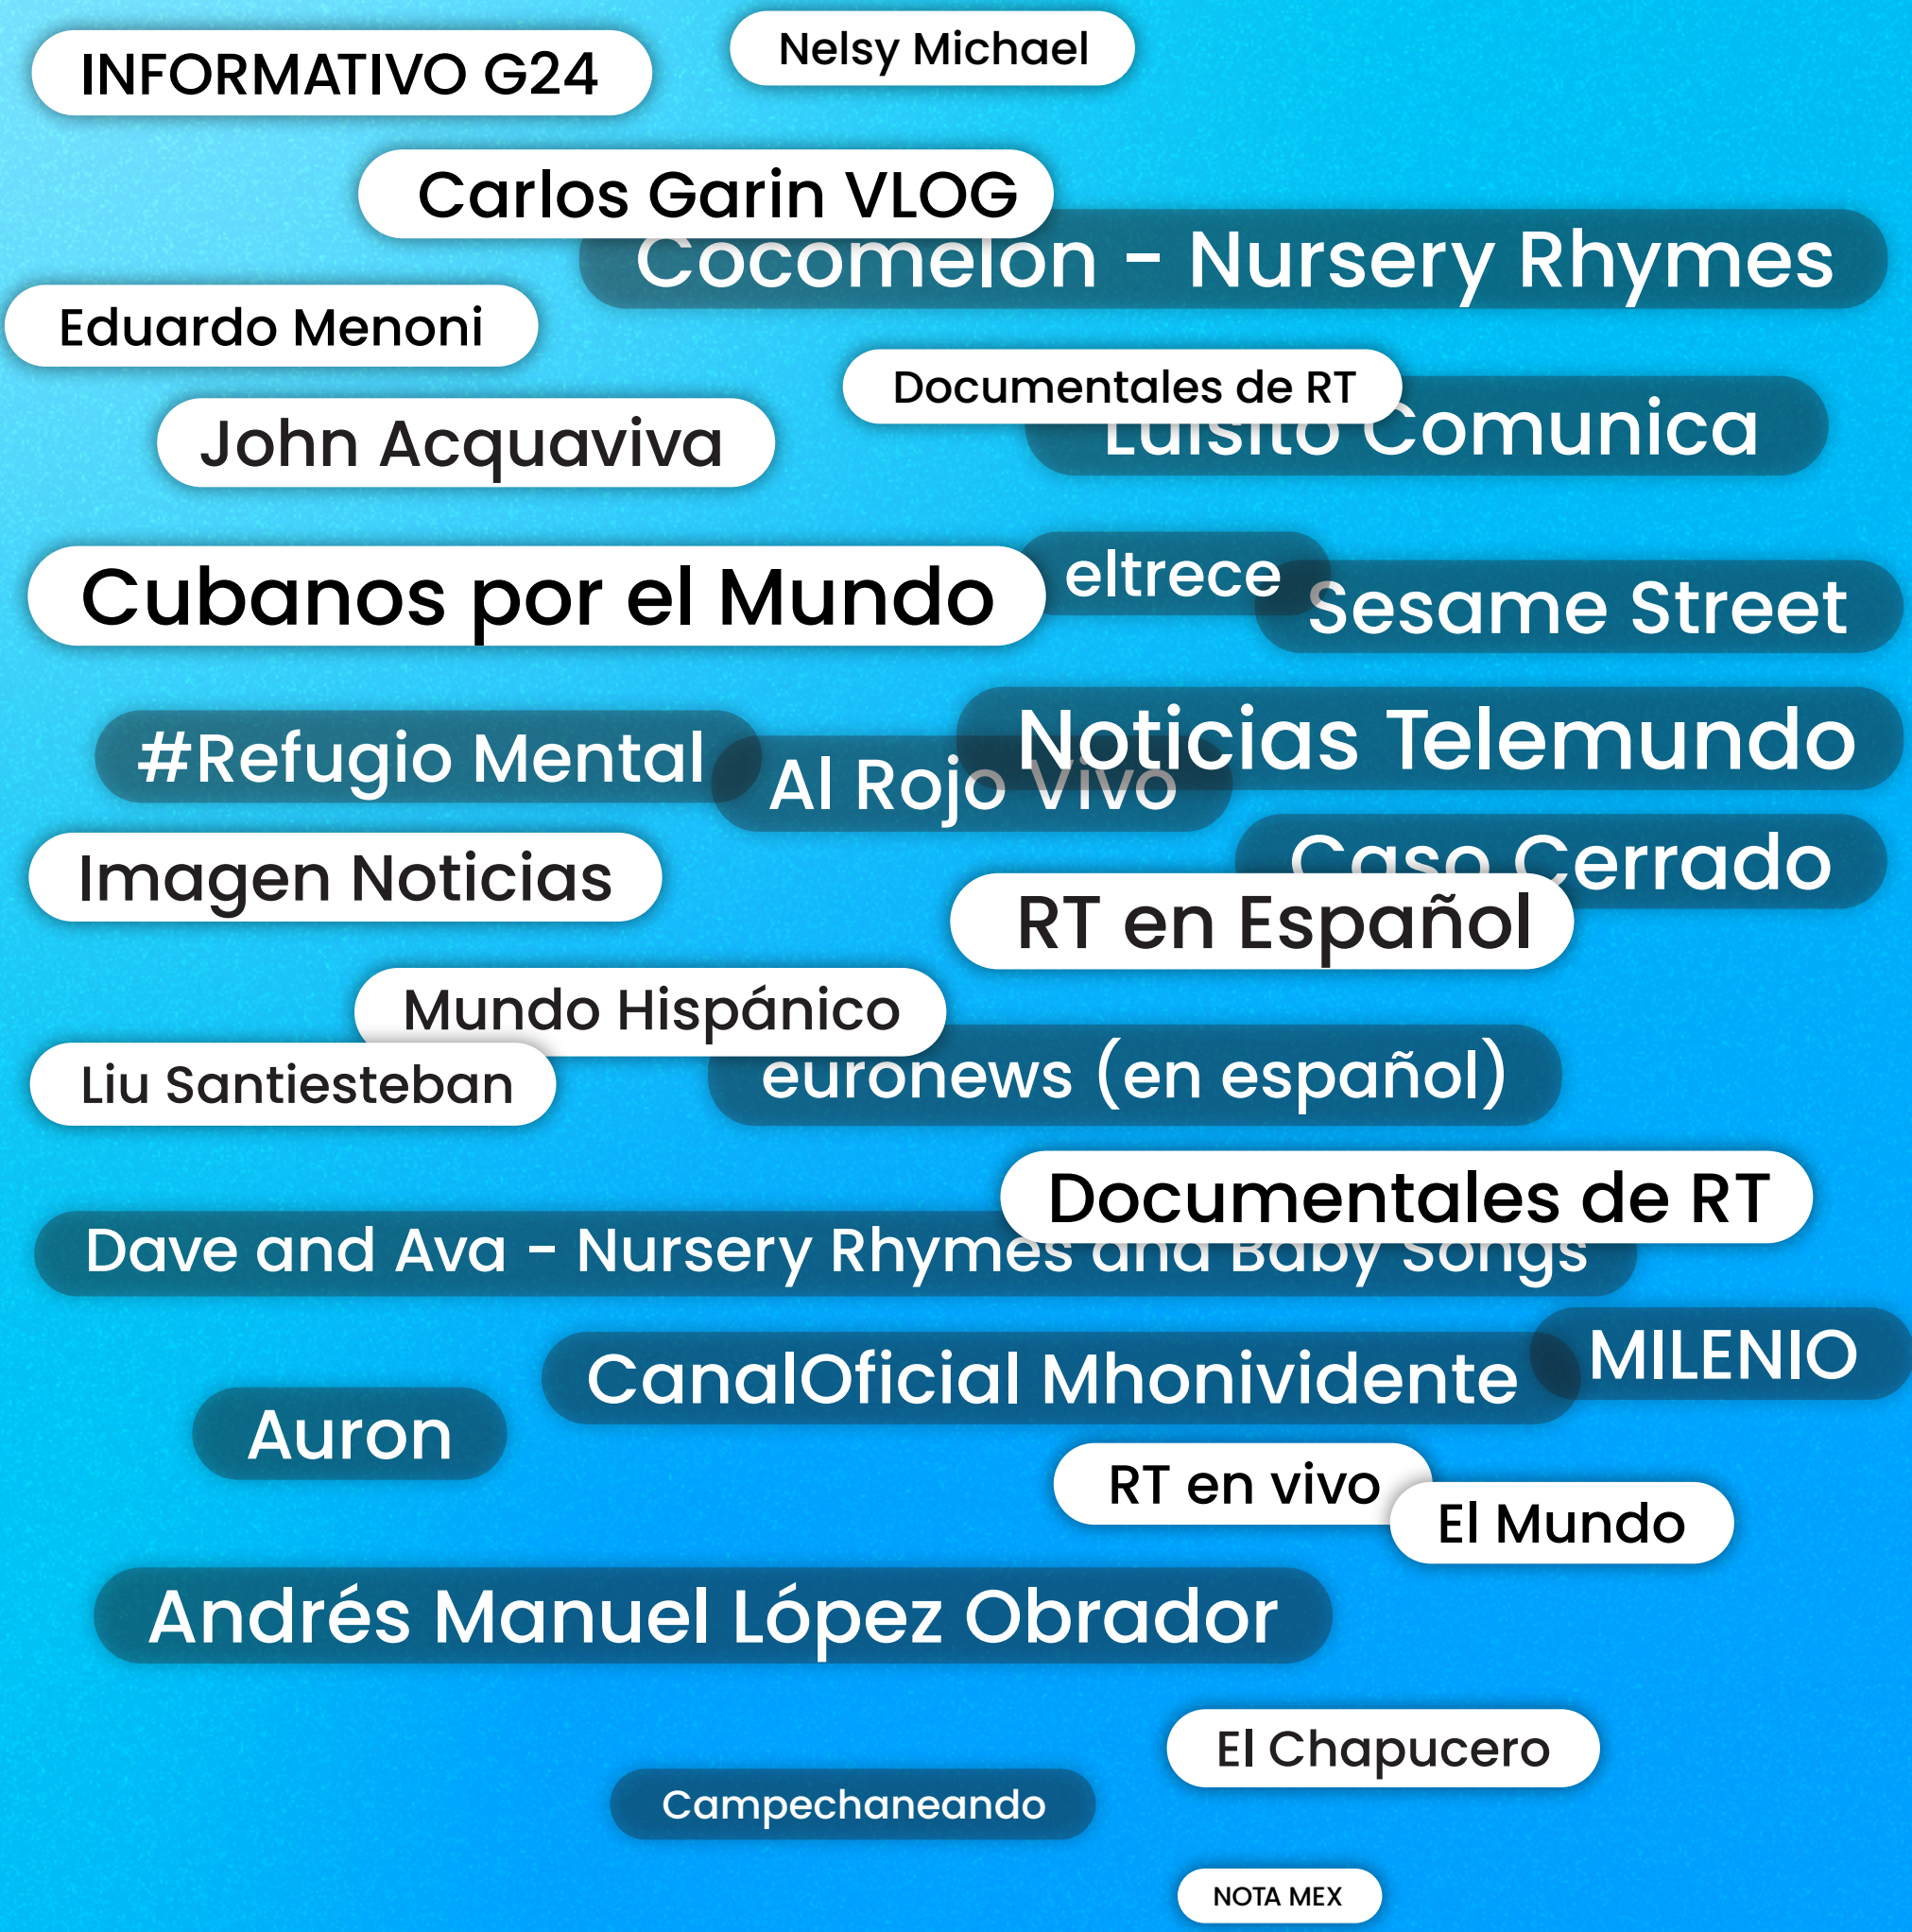 INFORMATIVO G24
Nelsy Michael
Carlos Garin VLOG
Cocomelon - Nursery Rhymes
Eduardo Menoni
Documentales de RT
John Acquaviva
Luisito Comunica
Cubanos por el Mundo
eltrece
Sesame Street
#Refugio Mental
Al Rojo Vivo
Noticias Telemundo
Imagen Noticias
Caso Cerrado
RT en Español
Mundo Hispánico
Liu Santiesteban
euronews (en español)
Documentales de RT
Dave and Ava - Nursery Rhymes and Baby Songs
MILENIO
CanalOficial Mhonividente
Auron
RT en vivo
El Mundo
Andrés Manuel López Obrador
El Chapucero
Campechaneando
NOTA MEX